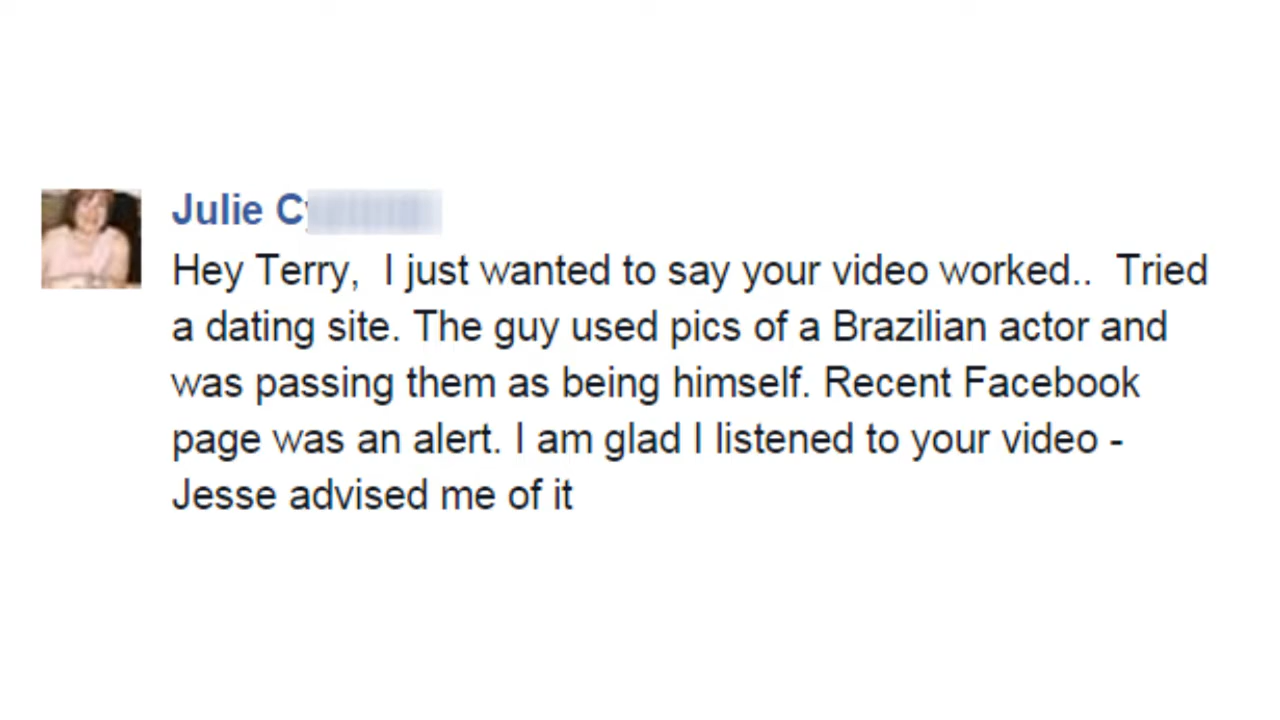 Julie C
Hey Terry,  I just wanted to say your video worked..  Tried
a dating site. The guy used pics of a Brazilian actor and
was passing them as being himself. Recent Facebook
page was an alert. I am glad I listened to your video -
Jesse advised me of it